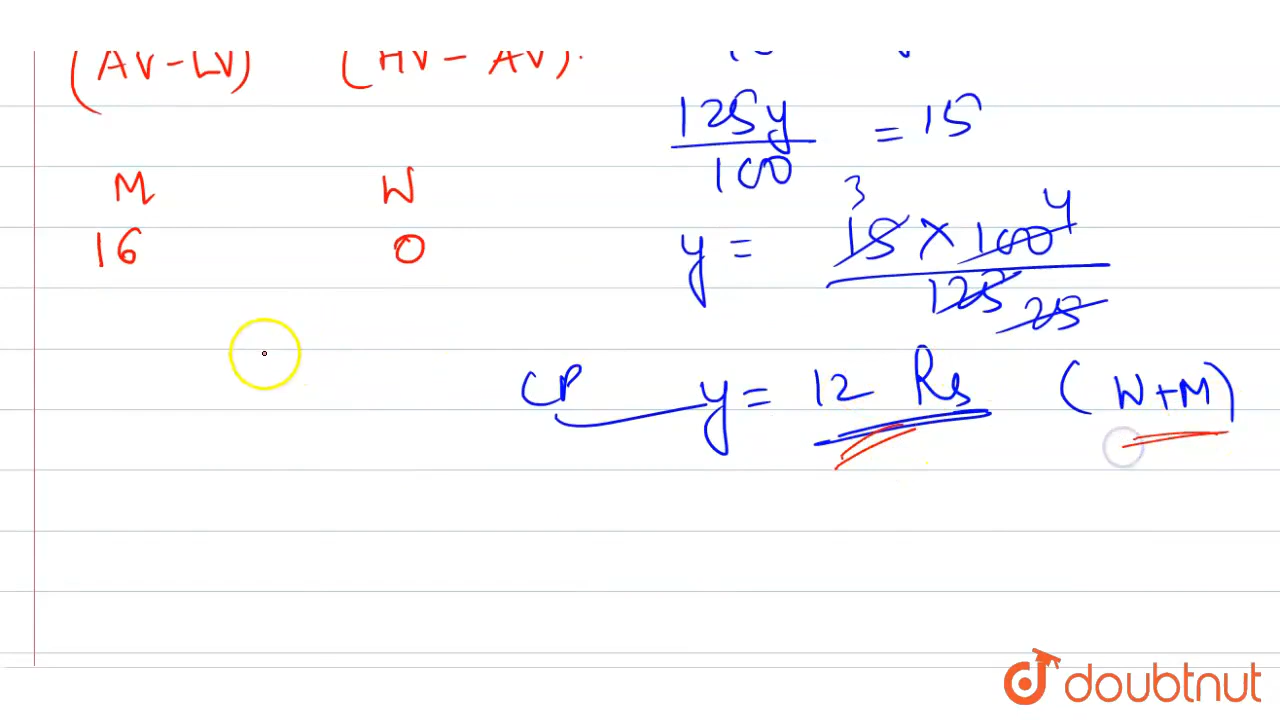 (AV-LV) (HV - AV).
125y / 100 = 15
M W
16 0
y = 15 × 100 / 125
3 4
25
CP y = 12 Rs (W+M)
doubtnut